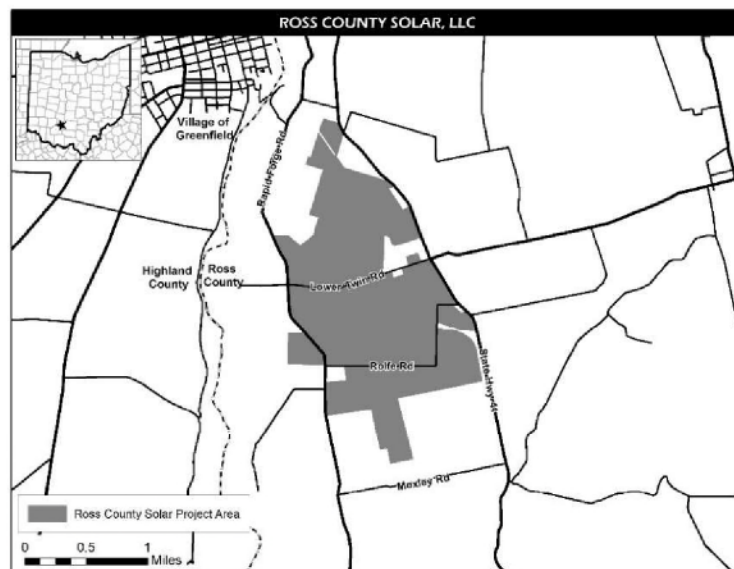 ROSS COUNTY SOLAR, LLC
Village of
Greenfield
Rapid Forge Rd
Highland
County
Ross
County
Lower Twin Rd
Rolfe Rd
State Hwy 41
Moxley Rd
Ross County Solar Project Area
0 0.5 1
Miles